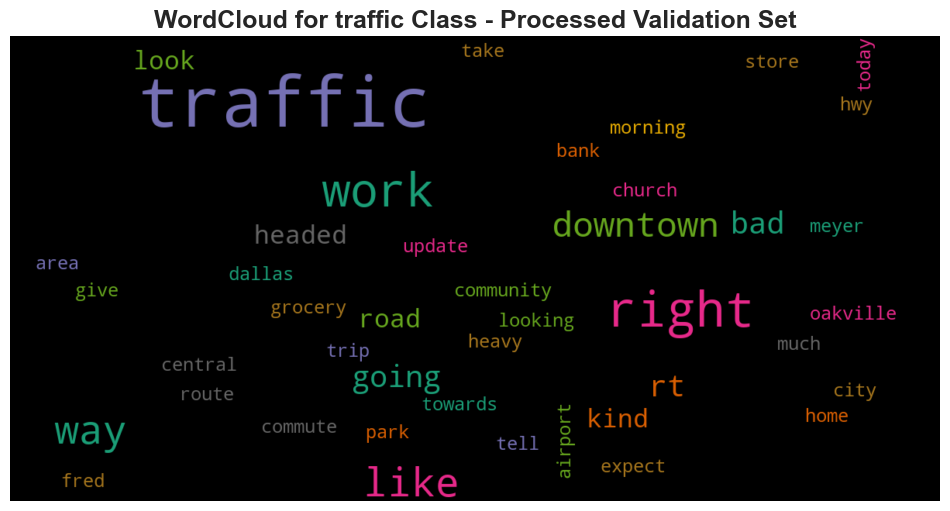 WordCloud for traffic Class - Processed Validation Set
look
take
store
today
traffic
hwy
morning
bank
work
church
downtown
bad
meyer
headed
update
area
dallas
give
community
grocery
road
looking
right
oakville
heavy
much
trip
central
going
rt
route
towards
city
way
commute
park
tell
airport
kind
home
fred
like
expect